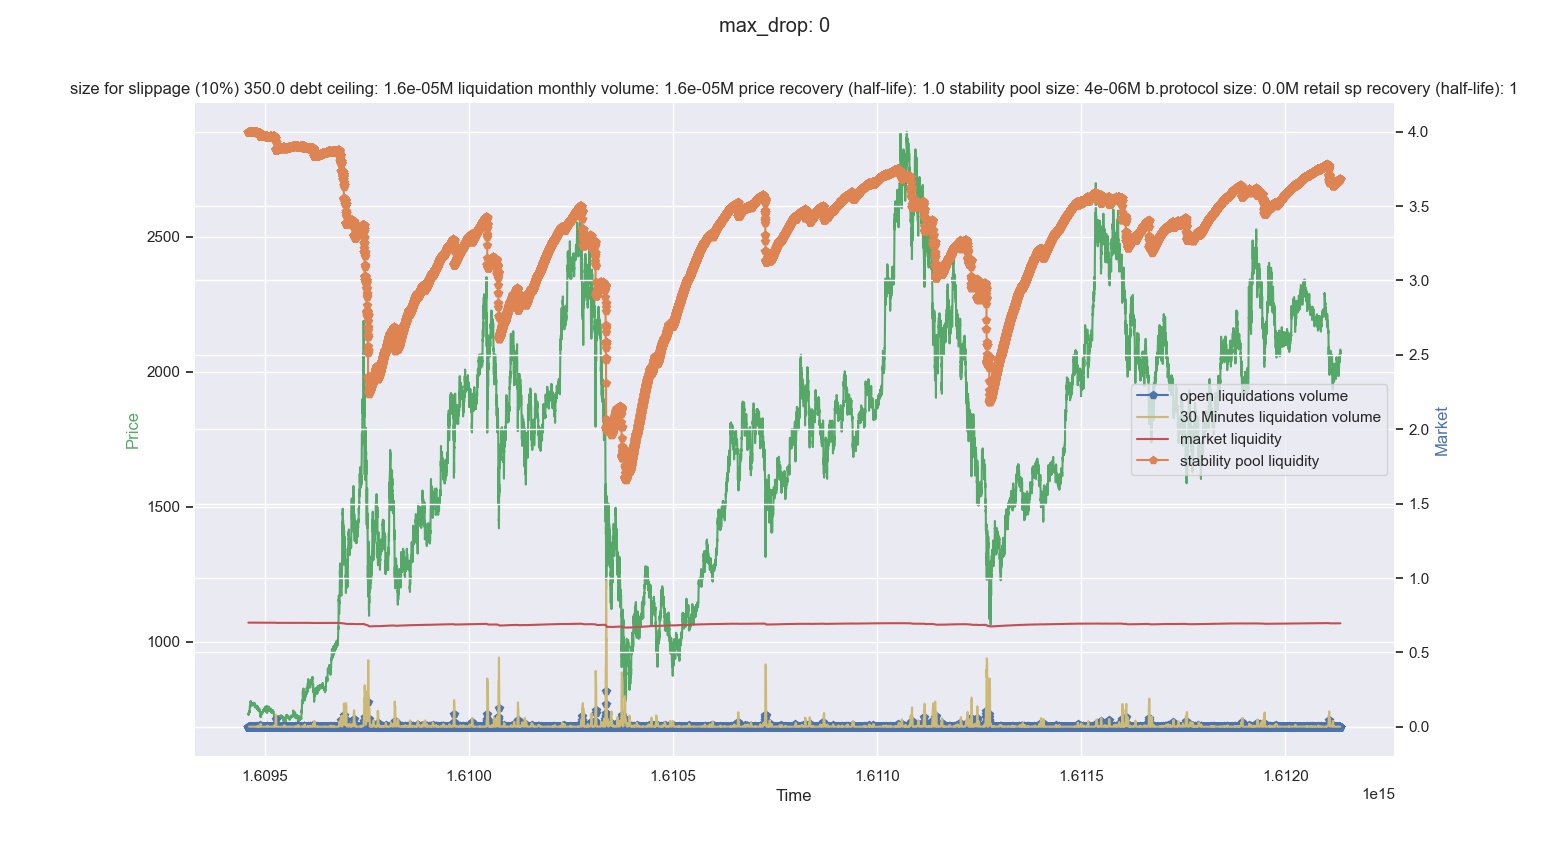 max_drop: 0
size for slippage (10%) 350.0 debt ceiling: 1.6e-05M liquidation monthly volume: 1.6e-05M price recovery (half-life): 1.0 stability pool size: 4e-06M b.protocol size: 0.0M retail sp recovery (half-life): 1
4.0
3.5
2500
3.0
2.5
2000
open liquidations volume
30 Minutes liquidation volume
market liquidity
stability pool liquidity
Price
Market
2.0
1500
1.5
1.0
1000
0.5
0.0
1.6095 1.6100 1.6105 1.6110 1.6115 1.6120
Time
1e15